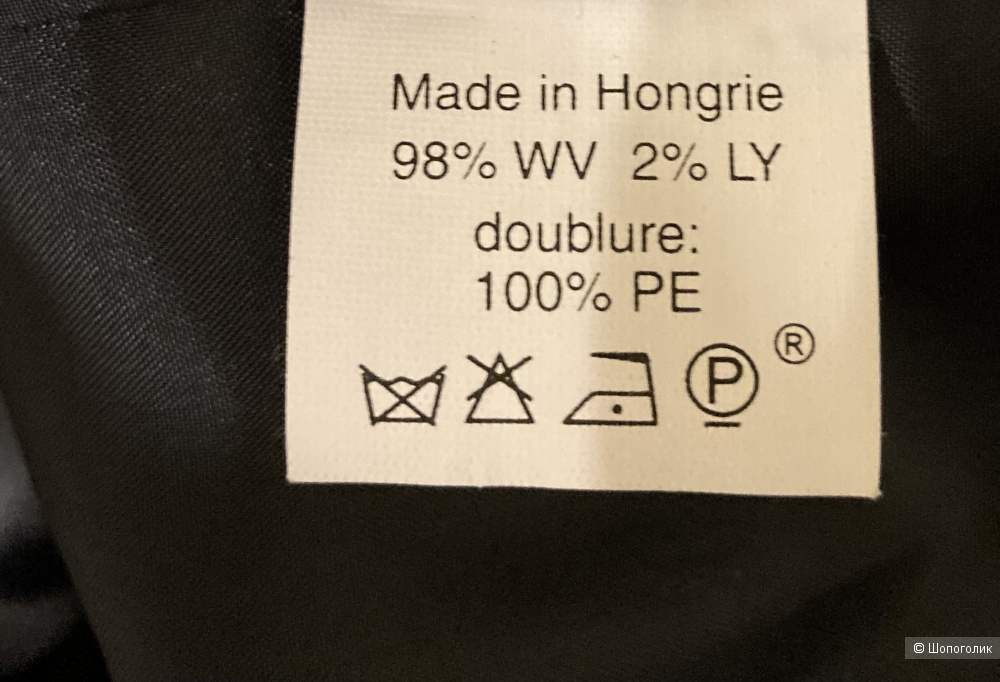 Made in Hongrie
98% WV 2% LY
doublure:
100% PE
P ®
© Шопоголик